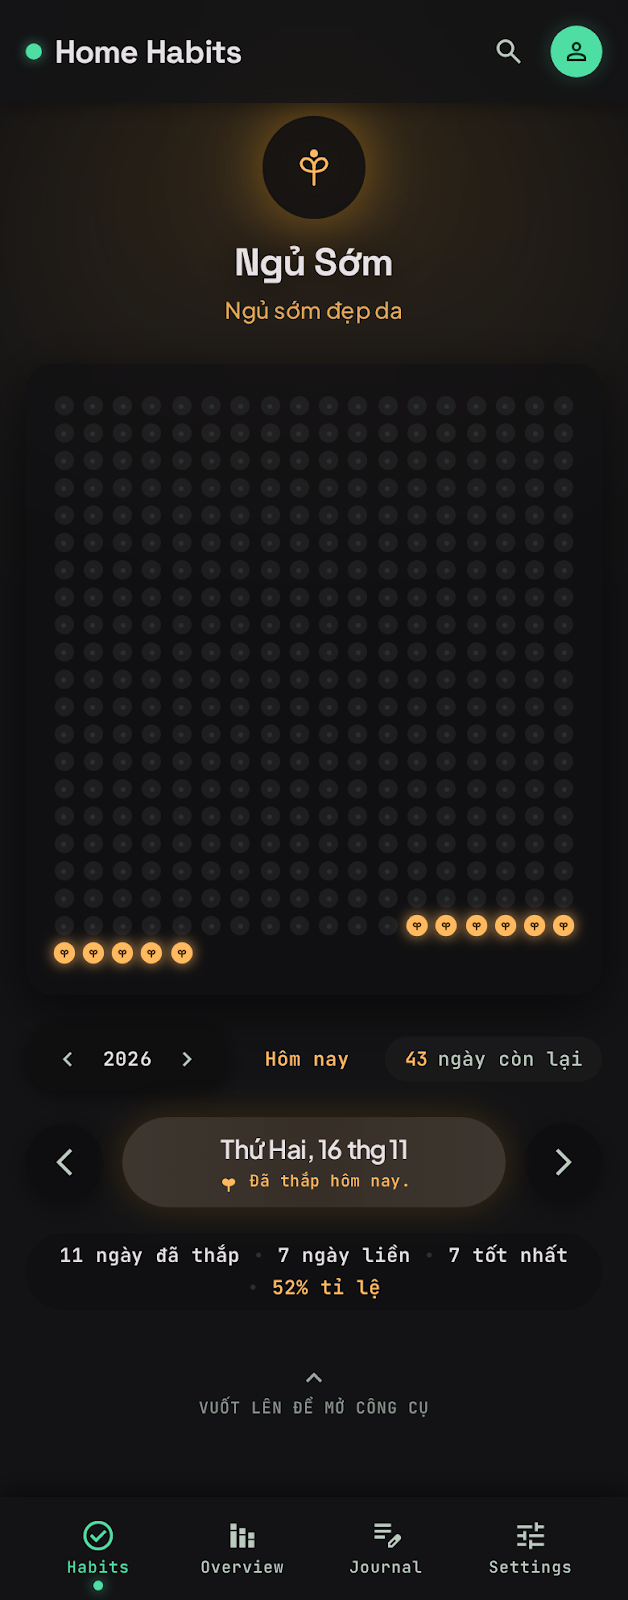 Home Habits
Ngủ Sớm
Ngủ sớm đẹp da
2026
Hôm nay
43 ngày còn lại
Thứ Hai, 16 thg 11
Đã thắp hôm nay.
11 ngày đã thắp • 7 ngày liền • 7 tốt nhất
• 52% tỉ lệ
VUỐT LÊN ĐỂ MỞ CÔNG CỤ
Habits
Overview
Journal
Settings